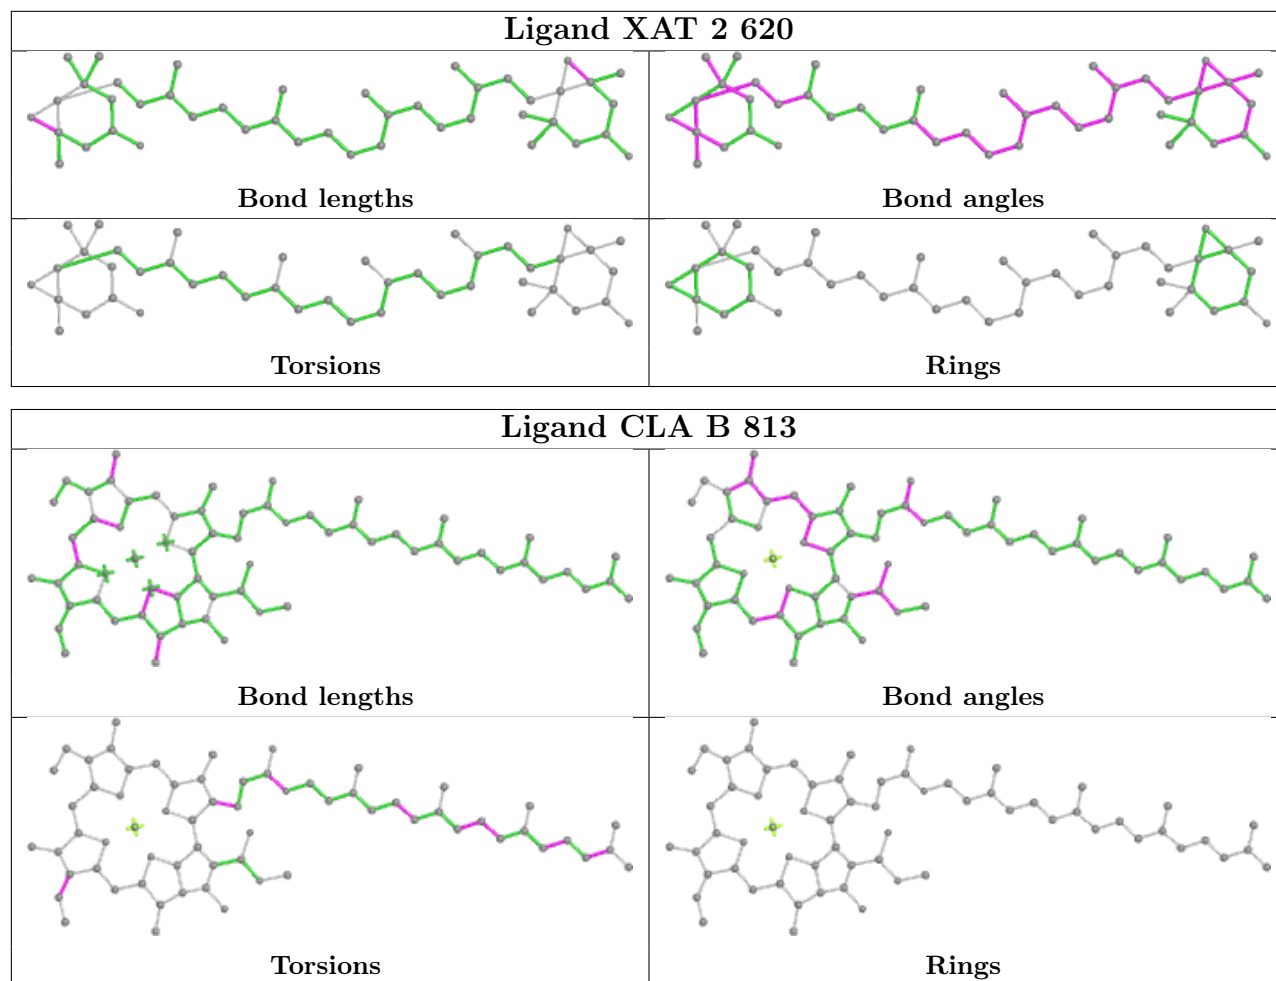 Ligand XAT 2 620
Bond lengths
Bond angles
Torsions
Rings
Ligand CLA B 813
Bond lengths
Bond angles
Torsions
Rings